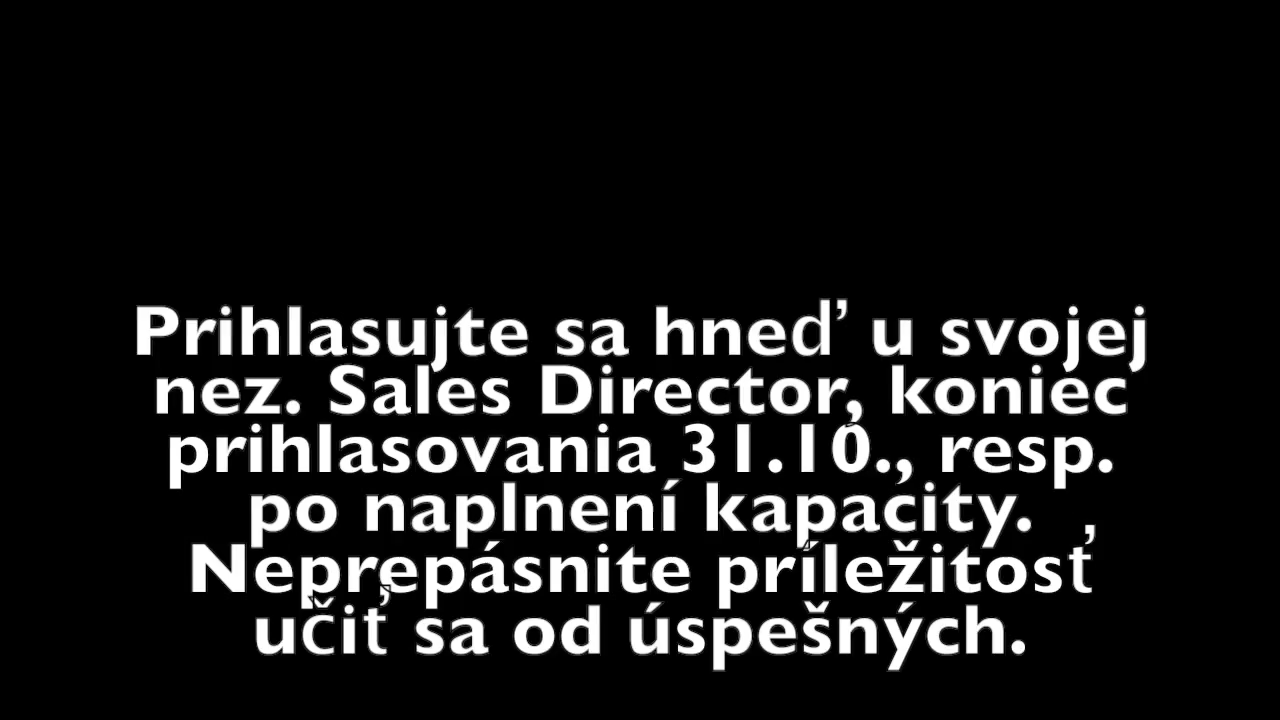 Prihlasujte sa hneď u svojej
nez. Sales Director, koniec
prihlasovania 31.10., resp.
po naplnení kapacity.
Neprepásnite príležitosť
učiť sa od úspešných.